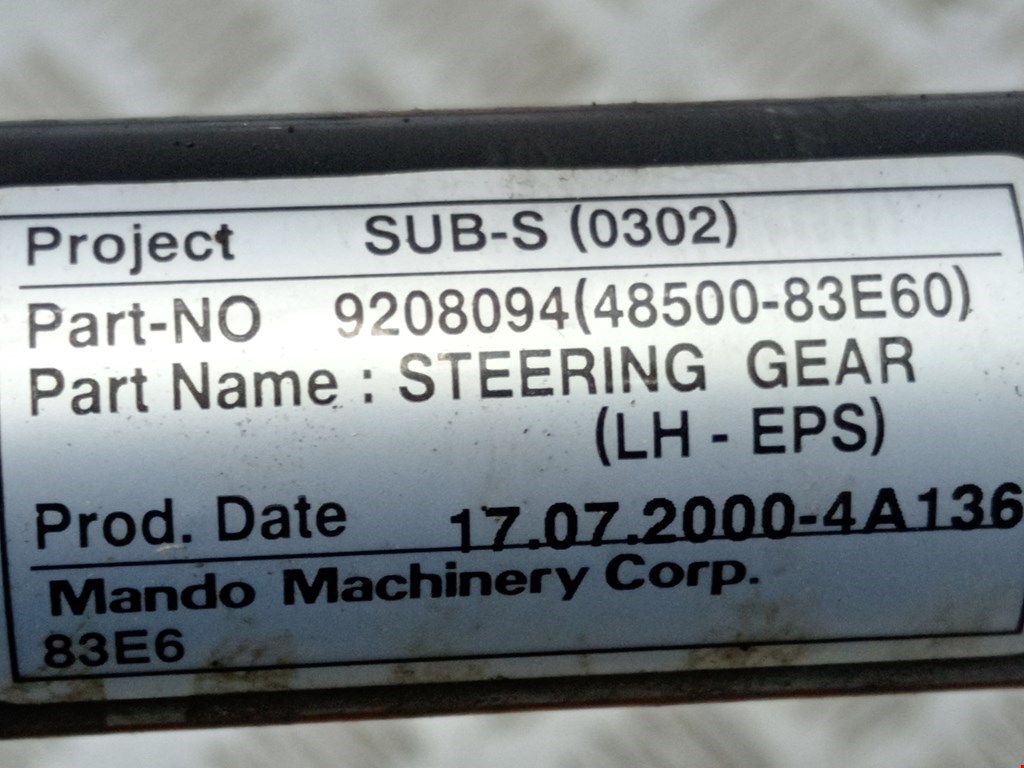 Project SUB-S (0302)
Part-NO 9208094(48500-83E60)
Part Name : STEERING GEAR
(LH - EPS)
Prod. Date 17.07.2000-4A136
Mando Machinery Corp.
83E6